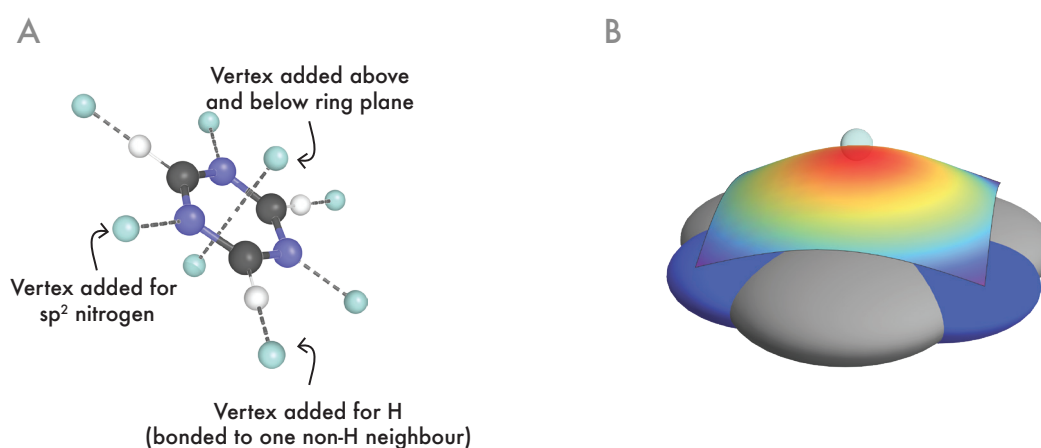 A
B
Vertex added above
and below ring plane
Vertex added for
sp² nitrogen
Vertex added for H
(bonded to one non-H neighbour)